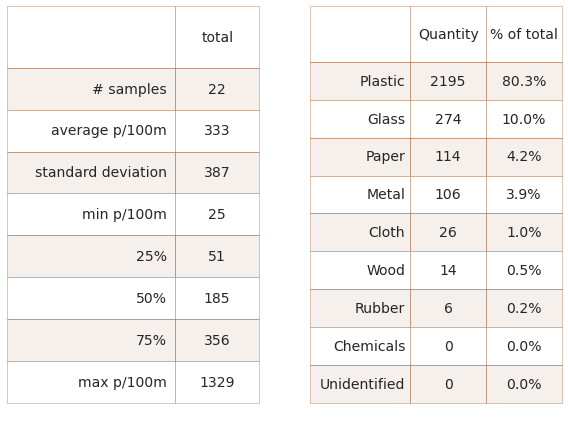 total
# samples 22
average p/100m 333
standard deviation 387
min p/100m 25
25% 51
50% 185
75% 356
max p/100m 1329
Quantity % of total
Plastic 2195 80.3%
Glass 274 10.0%
Paper 114 4.2%
Metal 106 3.9%
Cloth 26 1.0%
Wood 14 0.5%
Rubber 6 0.2%
Chemicals 0 0.0%
Unidentified 0 0.0%